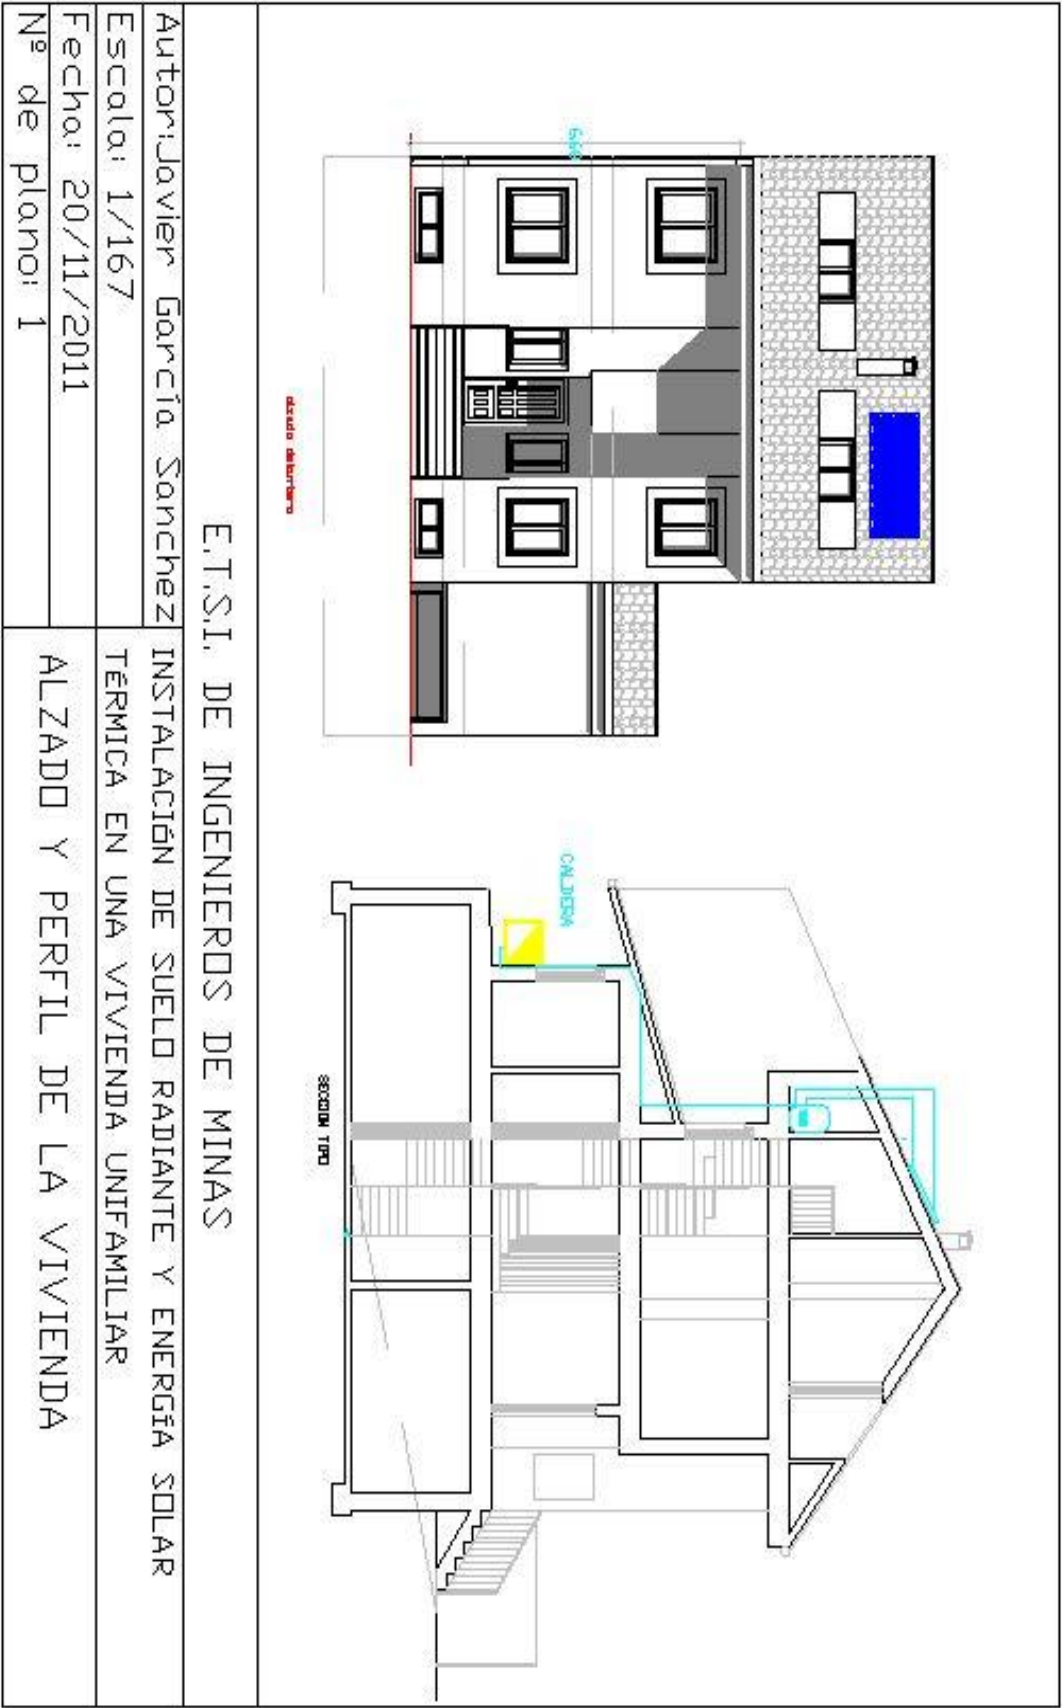 6.60
CALDERA
SECCION TIPO
E.T.S.I. DE INGENIEROS DE MINAS
Autor:Javier García Sanchez
Escala: 1/167
Fecha: 20/11/2011
Nº de plano: 1
INSTALACIÓN DE SUELO RADIANTE Y ENERGíA SOLAR
TÉRMICA EN UNA VIVIENDA UNIFAMILIAR
ALZADO Y PERFIL DE LA VIVIENDA